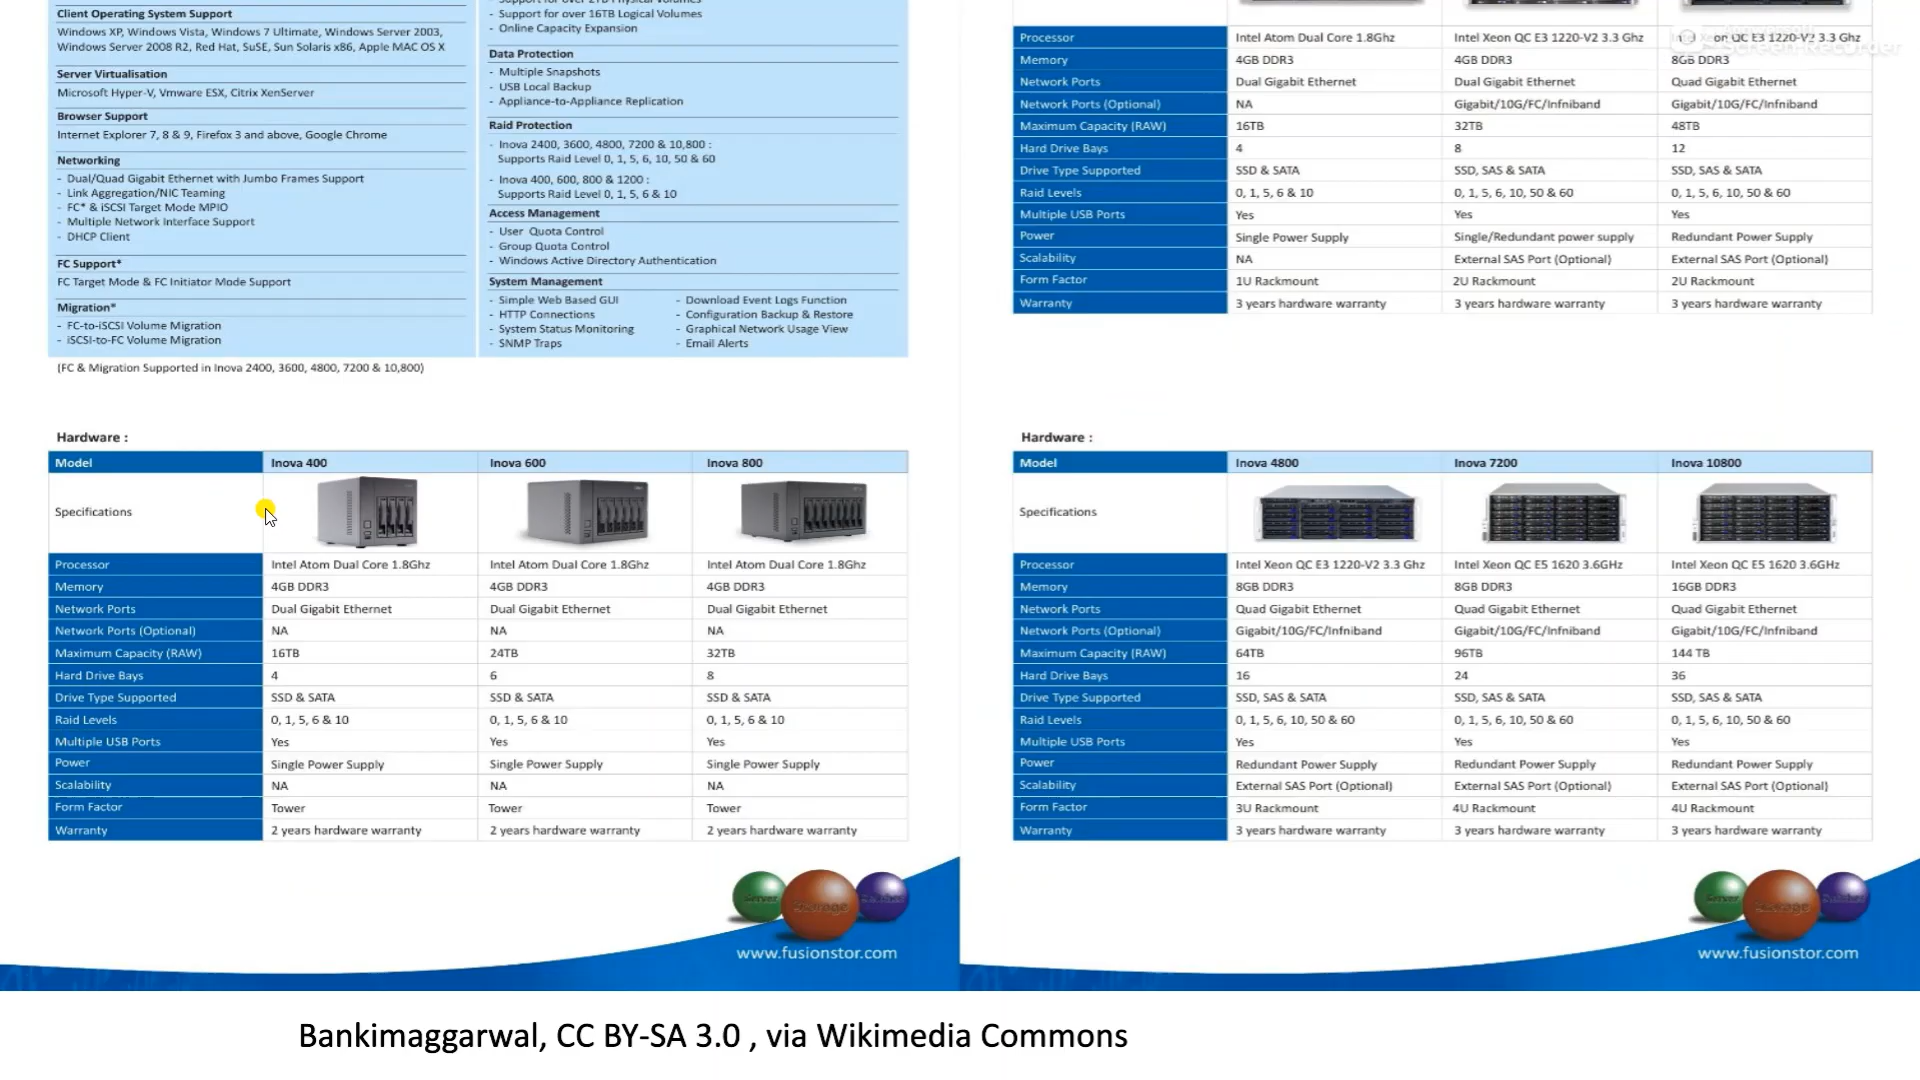 Client Operating System Support
Windows XP, Windows Vista, Windows 7 Ultimate, Windows Server 2003,
Windows Server 2008 R2, Red Hat, SuSE, Sun Solaris x86, Apple MAC OS X
Server Virtualisation
Microsoft Hyper-V, Vmware ESX, Citrix XenServer
Browser Support
Internet Explorer 7, 8 & 9, Firefox 3 and above, Google Chrome
Networking
- Dual/Quad Gigabit Ethernet with Jumbo Frames Support
- Link Aggregation/NIC Teaming
- FC* & iSCSI Target Mode MPIO
- Multiple Network Interface Support
- DHCP Client
FC Support*
FC Target Mode & FC Initiator Mode Support
Migration*
- FC-to-iSCSI Volume Migration
- iSCSI-to-FC Volume Migration
- Support for over 2TB Physical Volumes
- Support for over 16TB Logical Volumes
- Online Capacity Expansion
Data Protection
- Multiple Snapshots
- USB Local Backup
- Appliance-to-Appliance Replication
Raid Protection
- Inova 2400, 3600, 4800, 7200 & 10,800 :
Supports Raid Level 0, 1, 5, 6, 10, 50 & 60
- Inova 400, 600, 800 & 1200 :
Supports Raid Level 0, 1, 5, 6 & 10
Access Management
- User Quota Control
- Group Quota Control
- Windows Active Directory Authentication
System Management
- Simple Web Based GUI - Download Event Logs Function
- HTTP Connections - Configuration Backup & Restore
- System Status Monitoring - Graphical Network Usage View
- SNMP Traps - Email Alerts
(FC & Migration Supported in Inova 2400, 3600, 4800, 7200 & 10,800)
Hardware :
Model Inova 400 Inova 600 Inova 800
Specifications
Processor Intel Atom Dual Core 1.8Ghz Intel Atom Dual Core 1.8Ghz Intel Atom Dual Core 1.8Ghz
Memory 4GB DDR3 4GB DDR3 4GB DDR3
Network Ports Dual Gigabit Ethernet Dual Gigabit Ethernet Dual Gigabit Ethernet
Network Ports (Optional) NA NA NA
Maximum Capacity (RAW) 16TB 24TB 32TB
Hard Drive Bays 4 6 8
Drive Type Supported SSD & SATA SSD & SATA SSD & SATA
Raid Levels 0, 1, 5, 6 & 10 0, 1, 5, 6 & 10 0, 1, 5, 6 & 10
Multiple USB Ports Yes Yes Yes
Power Single Power Supply Single Power Supply Single Power Supply
Scalability NA NA NA
Form Factor Tower Tower Tower
Warranty 2 years hardware warranty 2 years hardware warranty 2 years hardware warranty
Server Storage
www.fusionstor.com
Processor Intel Atom Dual Core 1.8Ghz Intel Xeon QC E3 1220-V2 3.3 Ghz Intel Xeon QC E3 1220-V2 3.3 Ghz
Screen Recorder
Memory 4GB DDR3 4GB DDR3 8GB DDR3
Network Ports Dual Gigabit Ethernet Dual Gigabit Ethernet Quad Gigabit Ethernet
Network Ports (Optional) NA Gigabit/10G/FC/Infniband Gigabit/10G/FC/Infniband
Maximum Capacity (RAW) 16TB 32TB 48TB
Hard Drive Bays 4 8 12
Drive Type Supported SSD & SATA SSD, SAS & SATA SSD, SAS & SATA
Raid Levels 0, 1, 5, 6 & 10 0, 1, 5, 6, 10, 50 & 60 0, 1, 5, 6, 10, 50 & 60
Multiple USB Ports Yes Yes Yes
Power Single Power Supply Single/Redundant power supply Redundant Power Supply
Scalability NA External SAS Port (Optional) External SAS Port (Optional)
Form Factor 1U Rackmount 2U Rackmount 2U Rackmount
Warranty 3 years hardware warranty 3 years hardware warranty 3 years hardware warranty
Hardware :
Model Inova 4800 Inova 7200 Inova 10800
Specifications
Processor Intel Xeon QC E3 1220-V2 3.3 Ghz Intel Xeon QC E5 1620 3.6GHz Intel Xeon QC E5 1620 3.6GHz
Memory 8GB DDR3 8GB DDR3 16GB DDR3
Network Ports Quad Gigabit Ethernet Quad Gigabit Ethernet Quad Gigabit Ethernet
Network Ports (Optional) Gigabit/10G/FC/Infniband Gigabit/10G/FC/Infniband Gigabit/10G/FC/Infniband
Maximum Capacity (RAW) 64TB 96TB 144 TB
Hard Drive Bays 16 24 36
Drive Type Supported SSD, SAS & SATA SSD, SAS & SATA SSD, SAS & SATA
Raid Levels 0, 1, 5, 6, 10, 50 & 60 0, 1, 5, 6, 10, 50 & 60 0, 1, 5, 6, 10, 50 & 60
Multiple USB Ports Yes Yes Yes
Power Redundant Power Supply Redundant Power Supply Redundant Power Supply
Scalability External SAS Port (Optional) External SAS Port (Optional) External SAS Port (Optional)
Form Factor 3U Rackmount 4U Rackmount 4U Rackmount
Warranty 3 years hardware warranty 3 years hardware warranty 3 years hardware warranty
Server Storage
www.fusionstor.com
Bankimaggarwal, CC BY-SA 3.0 , via Wikimedia Commons